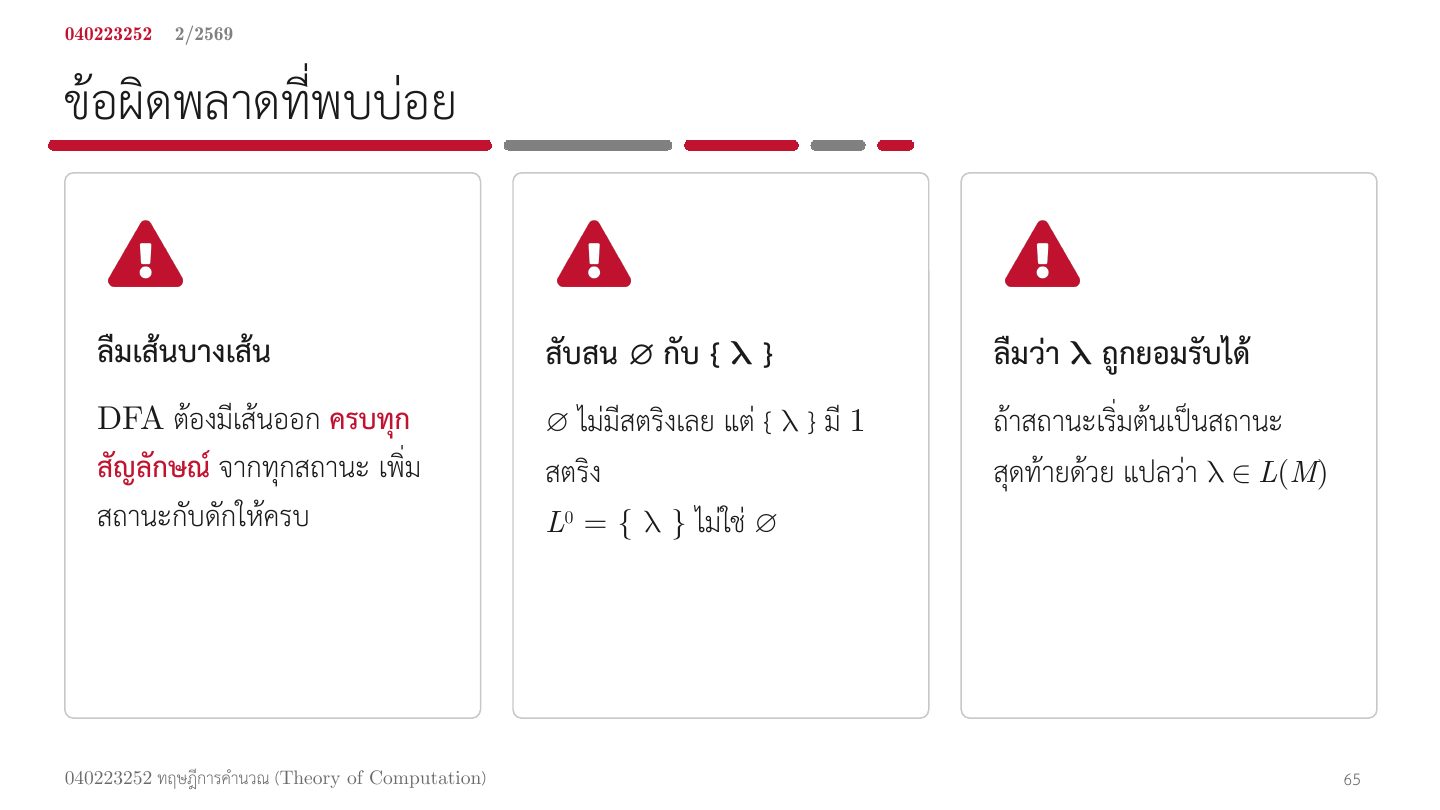 040223252 2/2569
ข้อผิดพลาดที่พบบ่อย
ลืมเส้นบางเส้น
DFA ต้องมีเส้นออก ครบทุก
สัญลักษณ์ จากทุกสถานะ เพิ่ม
สถานะกับดักให้ครบ
สับสน ∅ กับ { λ }
∅ ไม่มีสตริงเลย แต่ { λ } มี 1
สตริง
L⁰ = { λ } ไม่ใช่ ∅
ลืมว่า λ ถูกยอมรับได้
ถ้าสถานะเริ่มต้นเป็นสถานะ
สุดท้ายด้วย แปลว่า λ ∈ L(M)
040223252 ทฤษฎีการคำนวณ (Theory of Computation)
65